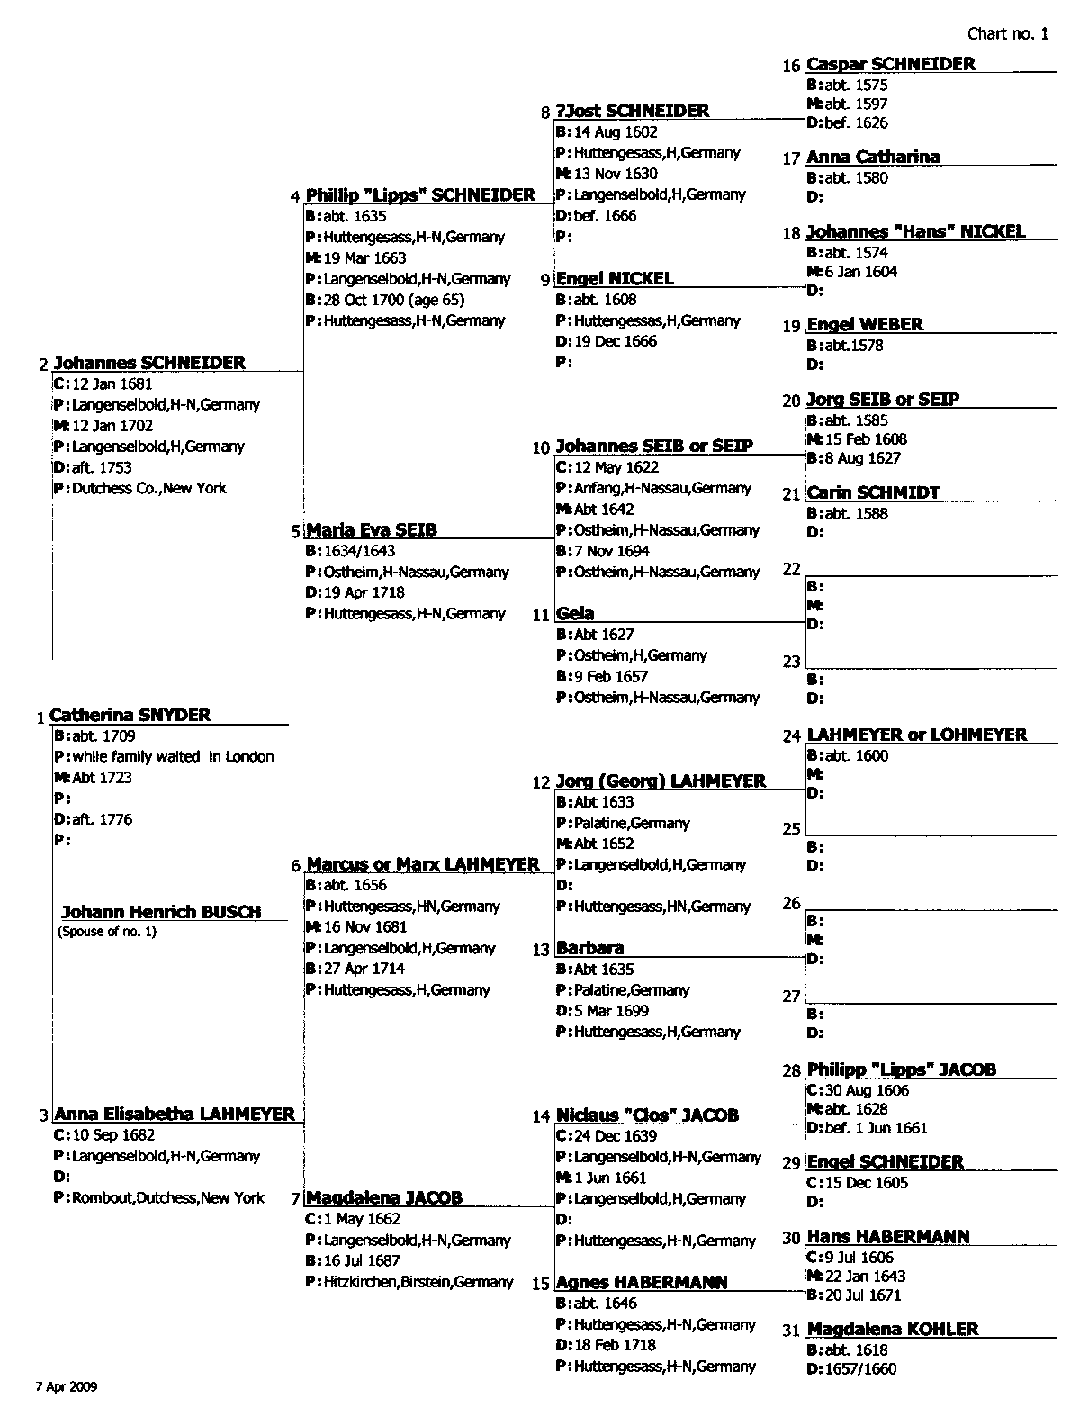 Chart no. 1
16 Caspar SCHNEIDER
B: abt. 1575
M: abt. 1597
D: bef. 1626
8 ?Jost SCHNEIDER
B: 14 Aug 1602
P: Huttengesass,H,Germany
M: 13 Nov 1630
P: Langenselbold,H,Germany
D: bef. 1666
P:
17 Anna Catharina
B: abt. 1580
D:
4 Phillip "Lipps" SCHNEIDER
B: abt. 1635
P: Huttengesass,H-N,Germany
M: 19 Mar 1663
P: Langenselbold,H-N,Germany
B: 28 Oct 1700 (age 65)
P: Huttengesass,H-N,Germany
18 Johannes "Hans" NICKEL
B: abt. 1574
M: 6 Jan 1604
D:
9 Engel NICKEL
B: abt. 1608
P: Huttengessas,H,Germany
D: 19 Dec 1666
P:
19 Engel WEBER
B: abt.1578
D:
2 Johannes SCHNEIDER
C: 12 Jan 1681
P: Langenselbold,H-N,Germany
M: 12 Jan 1702
P: Langenselbold,H,Germany
D: aft. 1753
P: Dutchess Co.,New York
20 Jorg SEIB or SEIP
B: abt. 1585
M: 15 Feb 1608
B: 8 Aug 1627
10 Johannes SEIB or SEIP
C: 12 May 1622
P: Anfang,H-Nassau,Germany
M: Abt 1642
P: Ostheim,H-Nassau,Germany
B: 7 Nov 1694
P: Ostheim,H-Nassau,Germany
21 Carin SCHMIDT
B: abt. 1588
D:
5 Maria Eva SEIB
B: 1634/1643
P: Ostheim,H-Nassau,Germany
D: 19 Apr 1718
P: Huttengesass,H-N,Germany
22
B:
M:
D:
11 Gela
B: Abt 1627
P: Ostheim,H,Germany
B: 9 Feb 1657
P: Ostheim,H-Nassau,Germany
23
B:
D:
1 Catherina SNYDER
B: abt. 1709
P: while family waited in London
M: Abt 1723
P:
D: aft. 1776
P:
24 LAHMEYER or LOHMEYER
B: abt. 1600
M:
D:
12 Jorg (Georg) LAHMEYER
B: Abt 1633
P: Palatine,Germany
M: Abt 1652
P: Langenselbold,H,Germany
D:
P: Huttengesass,HN,Germany
25
B:
D:
6 Marcus or Marx LAHMEYER
B: abt. 1656
P: Huttengesass,HN,Germany
M: 16 Nov 1681
P: Langenselbold,H,Germany
B: 27 Apr 1714
P: Huttengesass,H,Germany
Johann Henrich BUSCH
(Spouse of no. 1)
26
B:
M:
D:
13 Barbara
B: Abt 1635
P: Palatine,Germany
D: 5 Mar 1699
P: Huttengesass,H,Germany
27
B:
D:
28 Philipp "Lipps" JACOB
C: 30 Aug 1606
M: abt. 1628
D: bef. 1 Jun 1661
3 Anna Elisabetha LAHMEYER
C: 10 Sep 1682
P: Langenselbold,H-N,Germany
D:
P: Rombout,Dutchess,New York
14 Niclaus "Clos" JACOB
C: 24 Dec 1639
P: Langenselbold,H-N,Germany
M: 1 Jun 1661
P: Langenselbold,H,Germany
D:
P: Huttengesass,H-N,Germany
29 Engel SCHNEIDER
C: 15 Dec 1605
D:
7 Magdalena JACOB
C: 1 May 1662
P: Langenselbold,H-N,Germany
B: 16 Jul 1687
P: Hitzkirchen,Birstein,Germany
30 Hans HABERMANN
C: 9 Jul 1606
M: 22 Jan 1643
B: 20 Jul 1671
15 Agnes HABERMANN
B: abt. 1646
P: Huttengesass,H-N,Germany
D: 18 Feb 1718
P: Huttengesass,H-N,Germany
31 Magdalena KOHLER
B: abt. 1618
D: 1657/1660
7 Apr 2009